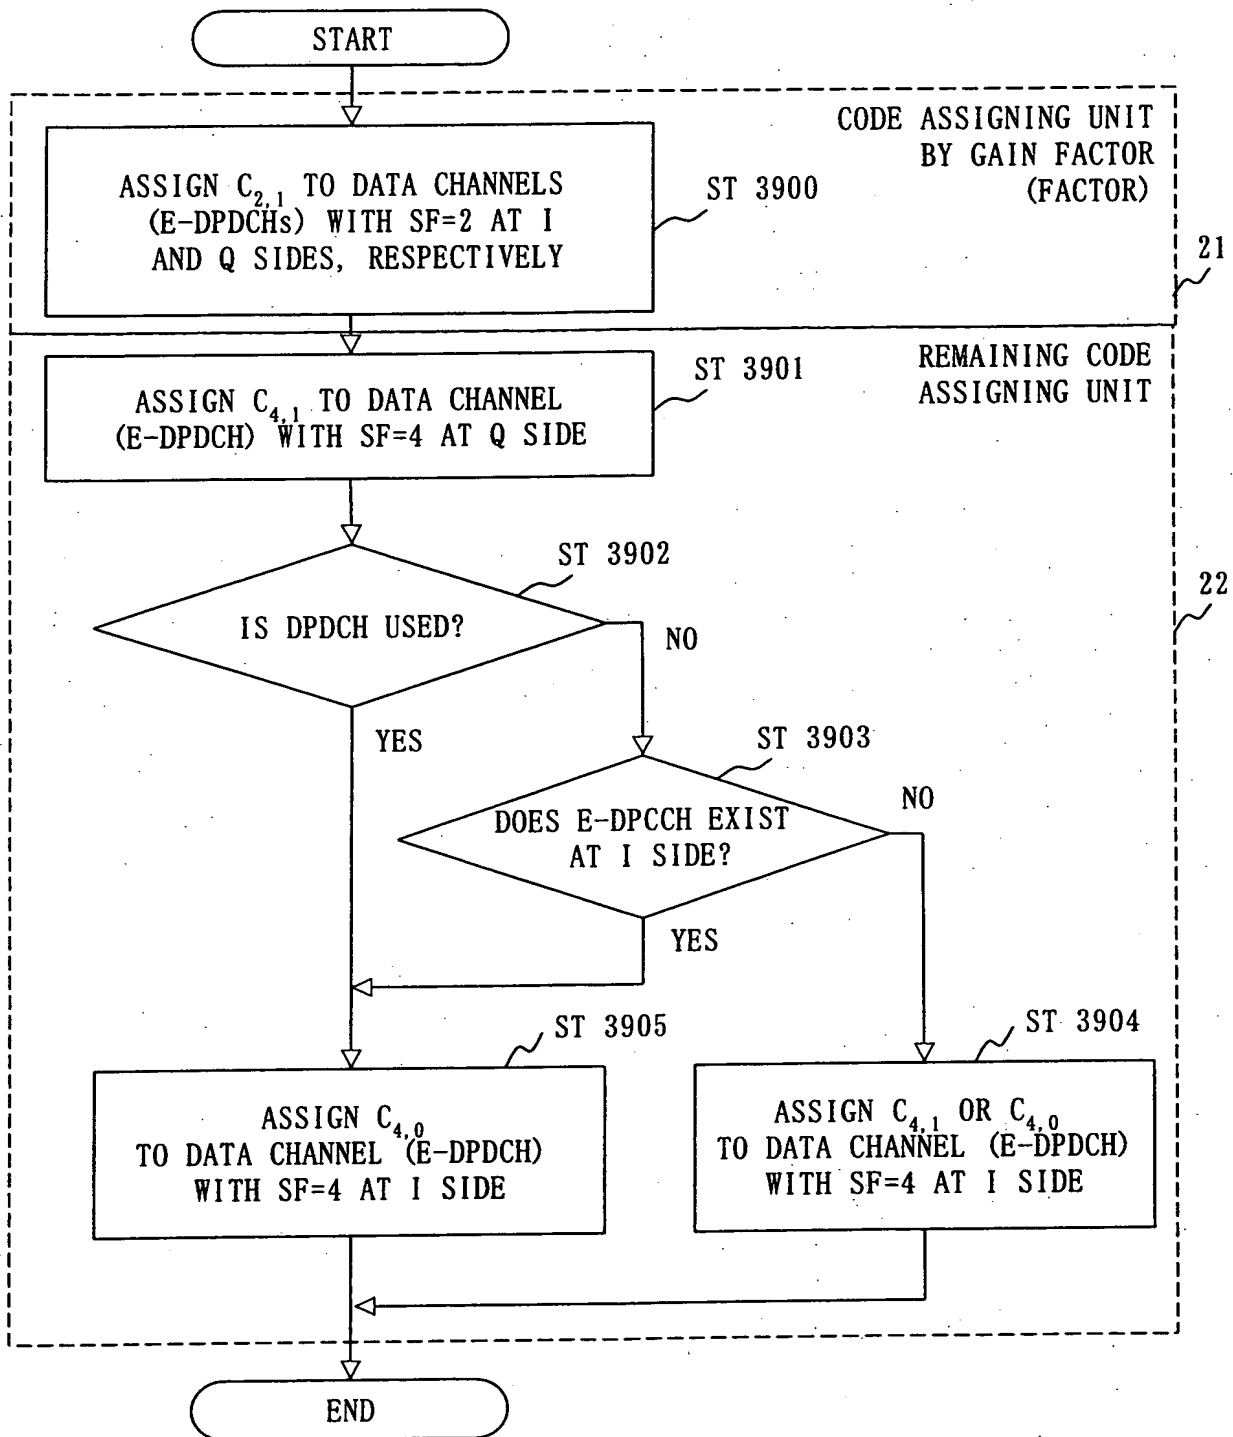 START
CODE ASSIGNING UNIT
BY GAIN FACTOR
(FACTOR)
ASSIGN C2,1 TO DATA CHANNELS
(E-DPDCHs) WITH SF=2 AT I
AND Q SIDES, RESPECTIVELY
ST 3900
21
REMAINING CODE
ASSIGNING UNIT
ST 3901
ASSIGN C4,1 TO DATA CHANNEL
(E-DPDCH) WITH SF=4 AT Q SIDE
ST 3902
22
IS DPDCH USED?
NO
YES
ST 3903
NO
DOES E-DPCCH EXIST
AT I SIDE?
YES
ST 3905
ST 3904
ASSIGN C4,0
TO DATA CHANNEL (E-DPDCH)
WITH SF=4 AT I SIDE
ASSIGN C4,1 OR C4,0
TO DATA CHANNEL (E-DPDCH)
WITH SF=4 AT I SIDE
END